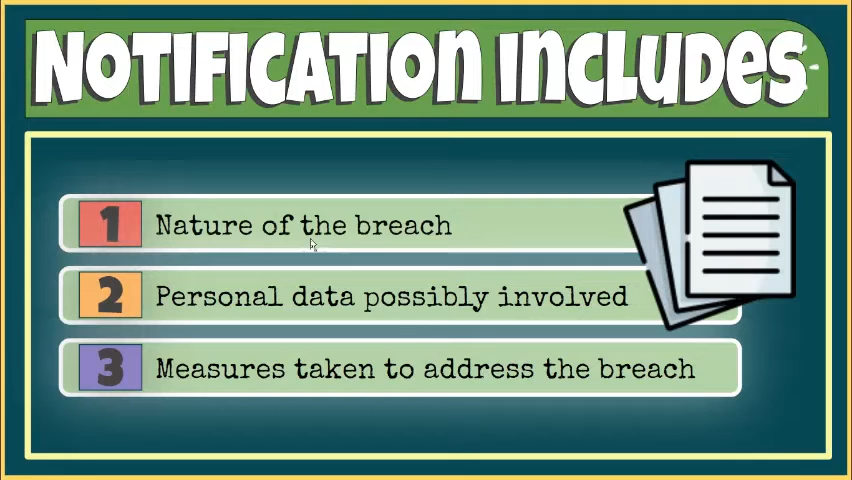 NOTIFICATION INCLUDES
1 Nature of the breach
2 Personal data possibly involved
3 Measures taken to address the breach